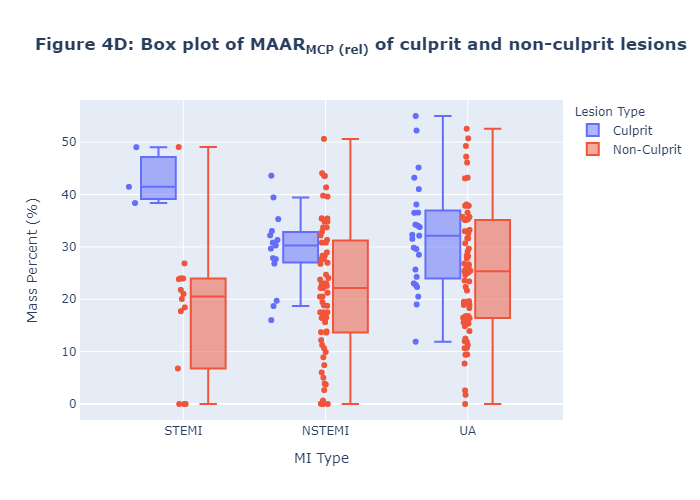 Figure 4D: Box plot of MAARMCP (rel) of culprit and non-culprit lesions
Lesion Type
Culprit
Non-Culprit
Mass Percent (%)
50
40
30
20
10
0
STEMI
NSTEMI
UA
MI Type